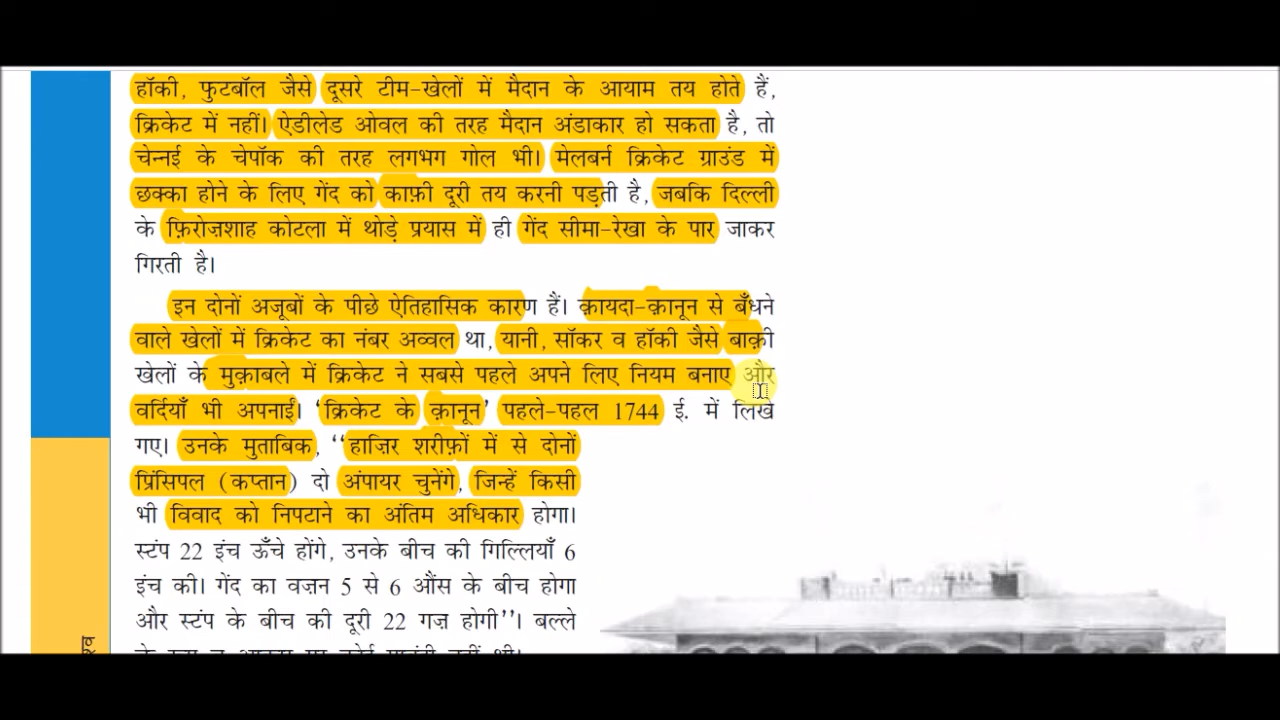 हॉकी, फुटबॉल जैसे दूसरे टीम-खेलों में मैदान के आयाम तय होते हैं,
क्रिकेट में नहीं। ऐडीलेड ओवल की तरह मैदान अंडाकार हो सकता है, तो
चेन्नई के चेपॉक की तरह लगभग गोल भी। मेलबर्न क्रिकेट ग्राउंड में
छक्का होने के लिए गेंद को काफ़ी दूरी तय करनी पड़ती है, जबकि दिल्ली
के फ़िरोज़शाह कोटला में थोड़े प्रयास में ही गेंद सीमा-रेखा के पार जाकर
गिरती है।
इन दोनों अजूबों के पीछे ऐतिहासिक कारण हैं। क़ायदा-क़ानून से बँधने
वाले खेलों में क्रिकेट का नंबर अव्वल था, यानी, सॉकर व हॉकी जैसे बाक़ी
खेलों के मुक़ाबले में क्रिकेट ने सबसे पहले अपने लिए नियम बनाए और
वर्दियाँ भी अपनाईं। 'क्रिकेट के क़ानून' पहले-पहल 1744 ई. में लिखे
गए। उनके मुताबिक, ''हाज़िर शरीफ़ों में से दोनों
प्रिंसिपल (कप्तान) दो अंपायर चुनेंगे, जिन्हें किसी
भी विवाद को निपटाने का अंतिम अधिकार होगा।
स्टंप 22 इंच ऊँचे होंगे, उनके बीच की गिल्लियाँ 6
इंच की। गेंद का वज़न 5 से 6 औंस के बीच होगा
और स्टंप के बीच की दूरी 22 गज़ होगी''। बल्ले